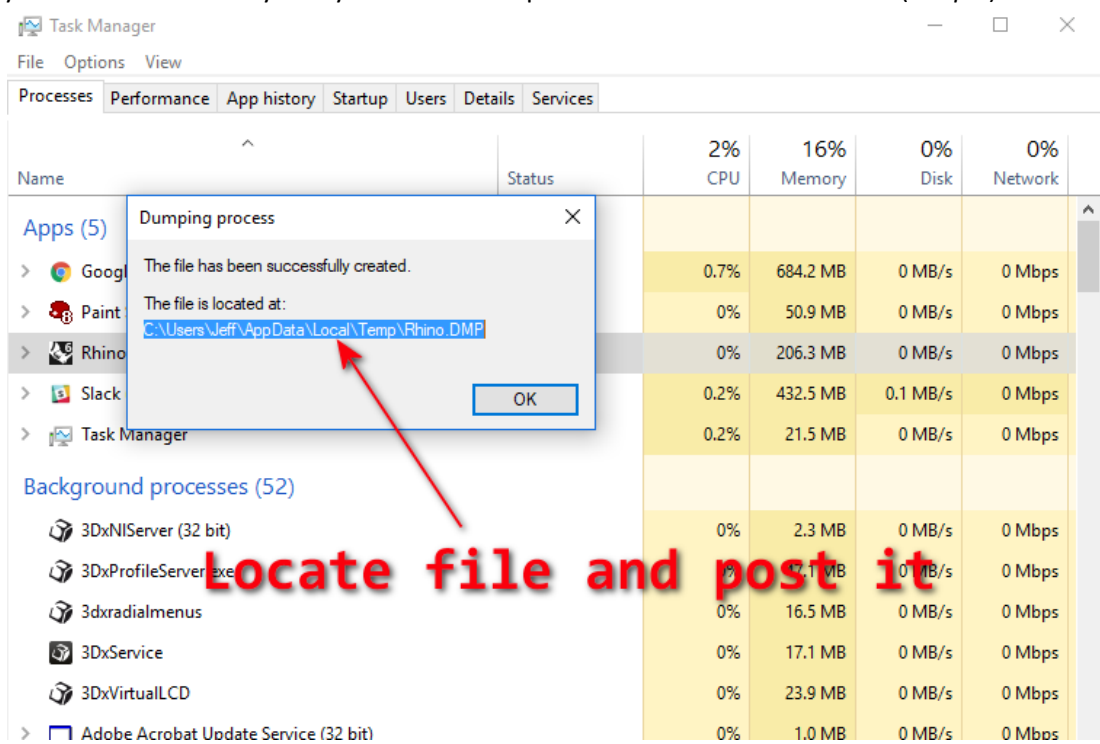 Task Manager
File Options View
Processes Performance App history Startup Users Details Services
2% 16% 0% 0%
Name Status CPU Memory Disk Network
Dumping process
The file has been successfully created.
The file is located at:
C:\Users\Jeff\AppData\Local\Temp\Rhino.DMP
OK
Apps (5)
Googl 0.7% 684.2 MB 0 MB/s 0 Mbps
Paint 0% 50.9 MB 0 MB/s 0 Mbps
Rhino 0% 206.3 MB 0 MB/s 0 Mbps
Slack 0.2% 432.5 MB 0.1 MB/s 0 Mbps
Task Manager 0.2% 21.5 MB 0 MB/s 0 Mbps
Background processes (52)
3DxNIServer (32 bit) 0% 2.3 MB 0 MB/s 0 Mbps
Locate file and post it
3DxProfileServer.exe 0 MB/s 0 Mbps
3dxradialmenus 0% 16.5 MB 0 MB/s 0 Mbps
3DxService 0% 17.1 MB 0 MB/s 0 Mbps
3DxVirtualLCD 0% 23.9 MB 0 MB/s 0 Mbps
Adobe Acrobat Update Service (32 bit) 0% 1.0 MB 0 MB/s 0 Mbps